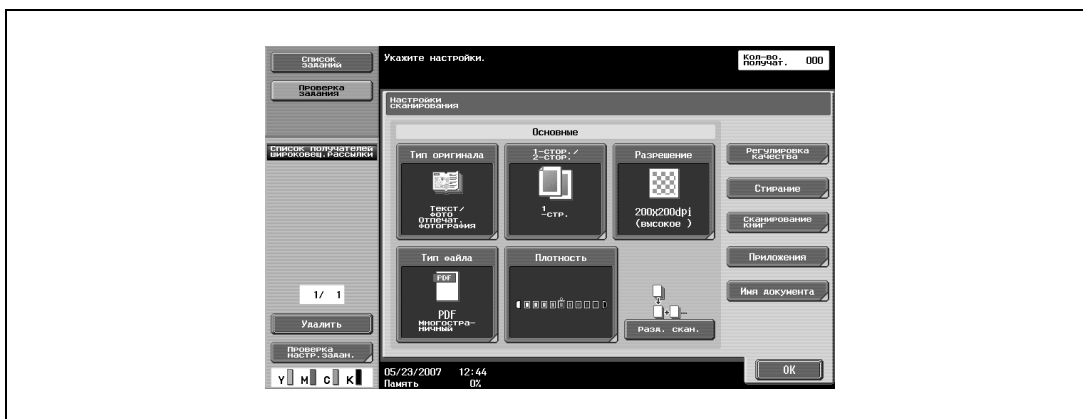 Список
заданий
Проверка
задания
Список получателей
широковец.рассылки
1/ 1
Удалить
Проверка
настр.задан.
Y M C K
Укажите настройки.
Кол-во.
получат. 000
Настройки
сканирования
Основные
Тип оригинала
Текст/
Фото
Отпечат.
Фотография
1-стор./
2-стор.
1
-стр.
Разрешение
200X200dpi
(высокое )
Тип файла
PDF
PDF
многостра-
ничный
Плотность
Разд. скан.
Регулировка
качества
Стирание
Сканирование
книг
Приложения
Имя документа
05/23/2007 12:44
Память 0%
OK